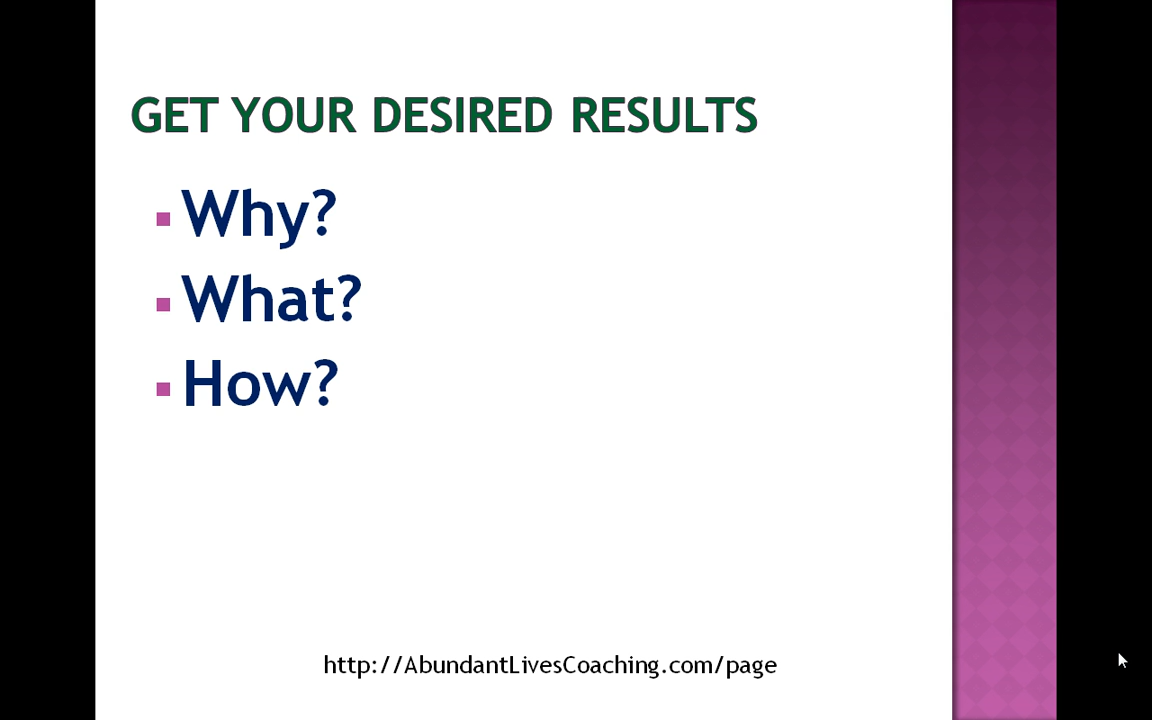 GET YOUR DESIRED RESULTS
Why?
What?
How?
http://AbundantLivesCoaching.com/page